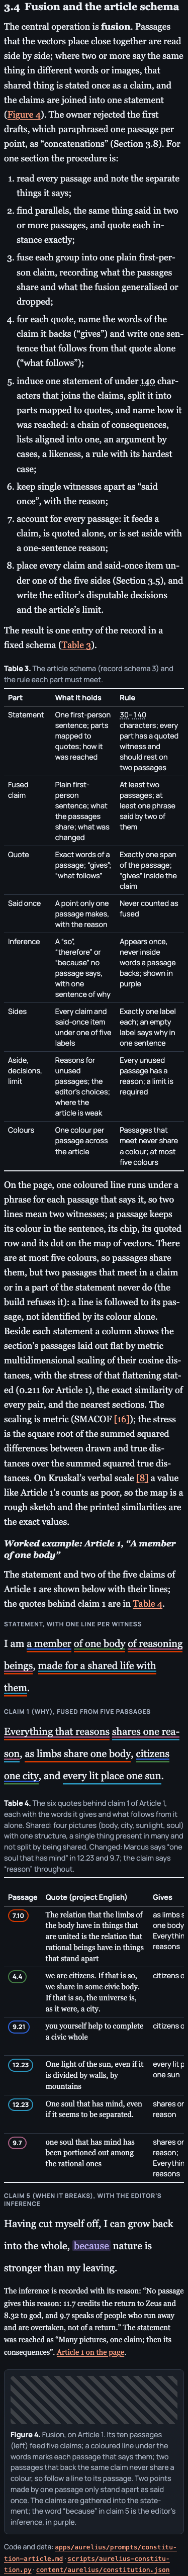 3.4 Fusion and the article schema
The central operation is fusion. Passages
that the vectors place close together are read
side by side; where two or more say the same
thing in different words or images, that
shared thing is stated once as a claim, and
the claims are joined into one statement
(Figure 4). The owner rejected the first
drafts, which paraphrased one passage per
point, as “concatenations” (Section 3.8). For
one section the procedure is:
1. read every passage and note the separate
things it says;
2. find parallels, the same thing said in two
or more passages, and quote each in-
stance exactly;
3. fuse each group into one plain first-per-
son claim, recording what the passages
share and what the fusion generalised or
dropped;
4. for each quote, name the words of the
claim it backs (“gives”) and write one sen-
tence that follows from that quote alone
(“what follows”);
5. induce one statement of under 140 char-
acters that joins the claims, split it into
parts mapped to quotes, and name how it
was reached: a chain of consequences,
lists aligned into one, an argument by
cases, a likeness, a rule with its hardest
case;
6. keep single witnesses apart as “said
once”, with the reason;
7. account for every passage: it feeds a
claim, is quoted alone, or is set aside with
a one-sentence reason;
8. place every claim and said-once item un-
der one of the five sides (Section 3.5), and
write the editor’s disputable decisions
and the article’s limit.
The result is one entry of the record in a
fixed schema (Table 3).
Table 3. The article schema (record schema 3) and
the rule each part must meet.
Part What it holds Rule
Statement One first-person 30–140
sentence; parts characters; every
mapped to part has a quoted
quotes; how it witness and
was reached should rest on
two passages
Fused Plain first- At least two
claim person passages; at
sentence; what least one phrase
the passages said by two of
share; what was them
changed
Quote Exact words of a Exactly one span
passage; “gives”; of the passage;
“what follows” “gives” inside the
claim
Said once A point only one Never counted as
passage makes, fused
with the reason
Inference A “so”, Appears once,
“therefore” or never inside
“because” no words a passage
passage says, backs; shown in
with one purple
sentence of why
Sides Every claim and Exactly one label
said-once item each; an empty
under one of five label says why in
labels one sentence
Aside, Reasons for Every unused
decisions, unused passage has a
limit passages; the reason; a limit is
editor’s choices; required
where the
article is weak
Colours One colour per Passages that
passage across meet never share
the article a colour; at most
five colours
On the page, one coloured line runs under a
phrase for each passage that says it, so two
lines mean two witnesses; a passage keeps
its colour in the sentence, its chip, its quoted
row and its dot on the map of vectors. There
are at most five colours, so passages share
them, but two passages that meet in a claim
or in a part of the statement never do (the
build refuses it): a line is followed to its pas-
sage, not identified by its colour alone.
Beside each statement a column shows the
section’s passages laid out flat by metric
multidimensional scaling of their cosine dis-
tances, with the stress of that flattening stat-
ed (0.211 for Article 1), the exact similarity of
every pair, and the nearest sections. The
scaling is metric (SMACOF [16]); the stress
is the square root of the summed squared
differences between drawn and true dis-
tances over the summed squared true dis-
tances. On Kruskal’s verbal scale [8] a value
like Article 1’s counts as poor, so the map is a
rough sketch and the printed similarities are
the exact values.
Worked example: Article 1, “A member
of one body”
The statement and two of the five claims of
Article 1 are shown below with their lines;
the quotes behind claim 1 are in Table 4.
STATEMENT, WITH ONE LINE PER WITNESS
I am a member of one body of reasoning
beings, made for a shared life with
them.
CLAIM 1 (WHY), FUSED FROM FIVE PASSAGES
Everything that reasons shares one rea-
son, as limbs share one body, citizens
one city, and every lit place one sun.
Table 4. The six quotes behind claim 1 of Article 1,
each with the words it gives and what follows from it
alone. Shared: four pictures (body, city, sunlight, soul)
with one structure, a single thing present in many and
not split by being shared. Changed: Marcus says “one
soul that has mind” in 12.23 and 9.7; the claim says
“reason” throughout.
Passage Quote (project English) Gives
7.10 The relation that the limbs of as limbs s
the body have in things that one body
are united is the relation that Everythin
rational beings have in things reasons
that stand apart
4.4 we are citizens. If that is so, citizens o
we share in some civic body.
If that is so, the universe is,
as it were, a city.
9.21 you yourself help to complete citizens o
a civic whole
12.23 One light of the sun, even if it every lit p
is divided by walls, by one sun
mountains
12.23 One soul that has mind, even shares or
if it seems to be separated. reason
9.7 one soul that has mind has shares or
been portioned out among reason;
the rational ones Everythin
reasons
CLAIM 5 (WHEN IT BREAKS), WITH THE EDITOR’S
INFERENCE
Having cut myself off, I can grow back
into the whole, because nature is
stronger than my leaving.
The inference is recorded with its reason: “No passage
gives this reason: 11.7 credits the return to Zeus and
8.32 to god, and 9.7 speaks of people who run away
and are overtaken, not of a return.” The statement
was reached as “Many pictures, one claim; then its
consequences”. Article 1 on the page.
Figure 4. Fusion, on Article 1. Its ten passages
(left) feed five claims; a coloured line under the
words marks each passage that says them; two
passages that back the same claim never share a
colour, so follow a line to its passage. Two points
made by one passage only stand apart as said
once. The claims are gathered into the state-
ment; the word “because” in claim 5 is the editor’s
inference, in purple.
Code and data: apps/aurelius/prompts/constitu-
tion-article.md · scripts/aurelius-constitu-
tion.py · content/aurelius/constitution.json